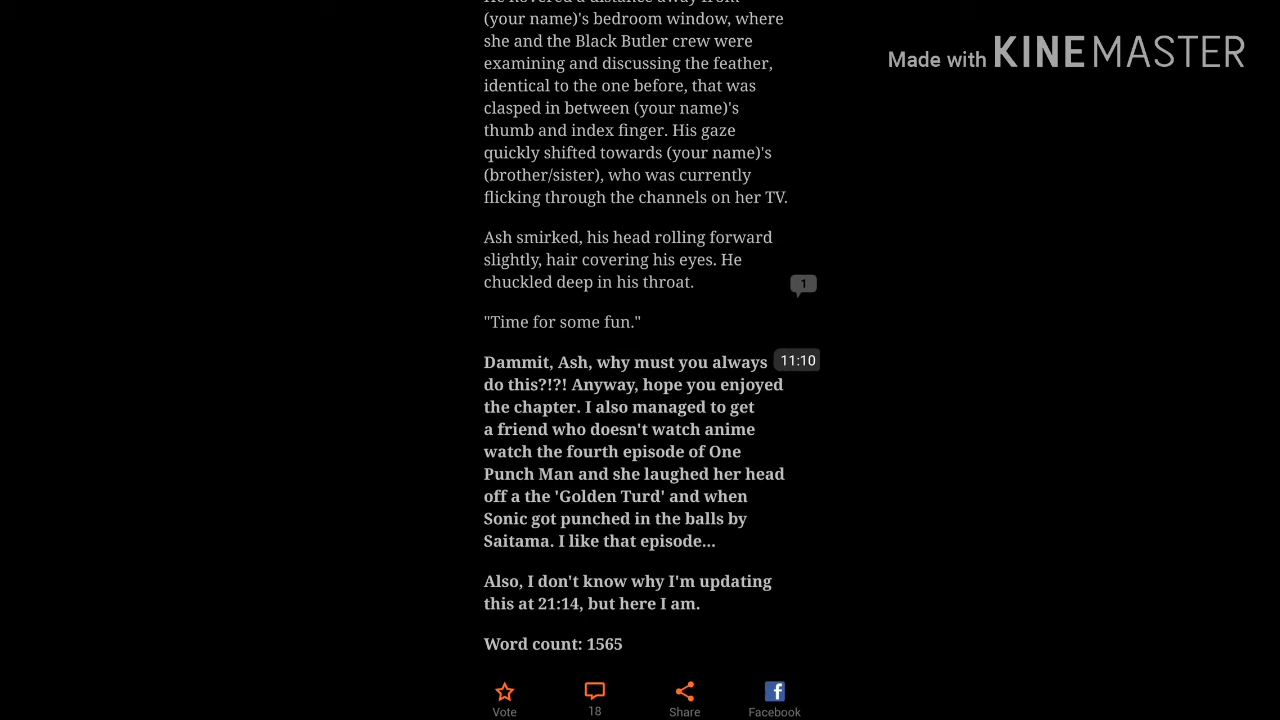 (your name)'s bedroom window, where
she and the Black Butler crew were
examining and discussing the feather,
identical to the one before, that was
clasped in between (your name)'s
thumb and index finger. His gaze
quickly shifted towards (your name)'s
(brother/sister), who was currently
flicking through the channels on her TV.
Ash smirked, his head rolling forward
slightly, hair covering his eyes. He
chuckled deep in his throat.
1
"Time for some fun."
Dammit, Ash, why must you always
do this?!?! Anyway, hope you enjoyed
the chapter. I also managed to get
a friend who doesn't watch anime
watch the fourth episode of One
Punch Man and she laughed her head
off a the 'Golden Turd' and when
Sonic got punched in the balls by
Saitama. I like that episode...
Also, I don't know why I'm updating
this at 21:14, but here I am.
Word count: 1565
Vote
18
Share
Facebook
11:10
Made with KINEMASTER